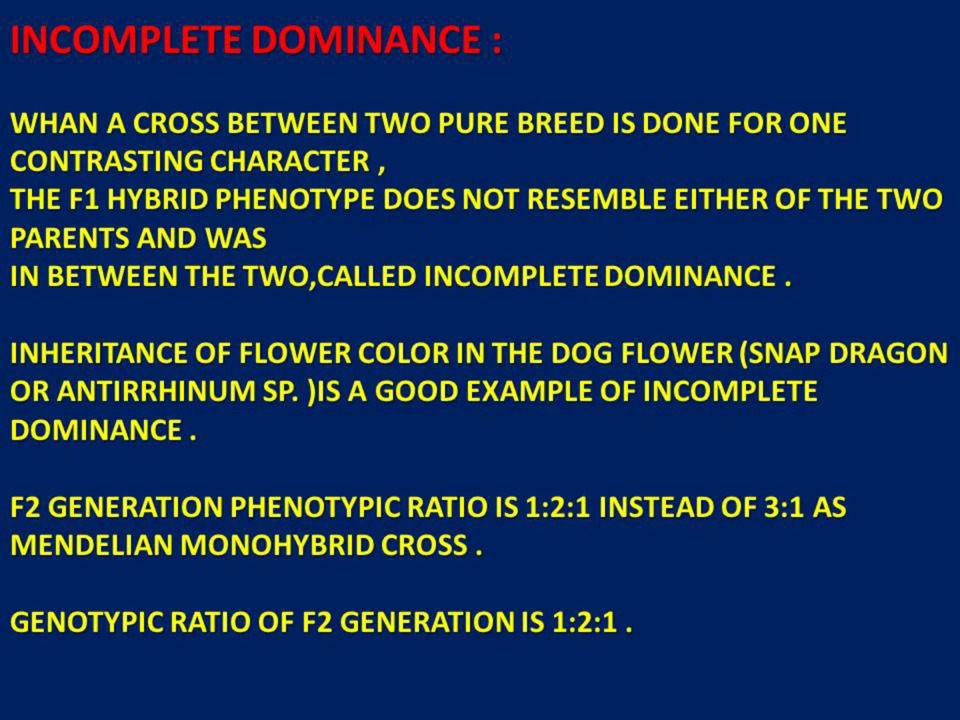 INCOMPLETE DOMINANCE :
WHAN A CROSS BETWEEN TWO PURE BREED IS DONE FOR ONE
CONTRASTING CHARACTER ,
THE F1 HYBRID PHENOTYPE DOES NOT RESEMBLE EITHER OF THE TWO
PARENTS AND WAS
IN BETWEEN THE TWO,CALLED INCOMPLETE DOMINANCE .
INHERITANCE OF FLOWER COLOR IN THE DOG FLOWER (SNAP DRAGON
OR ANTIRRHINUM SP. )IS A GOOD EXAMPLE OF INCOMPLETE
DOMINANCE .
F2 GENERATION PHENOTYPIC RATIO IS 1:2:1 INSTEAD OF 3:1 AS
MENDELIAN MONOHYBRID CROSS .
GENOTYPIC RATIO OF F2 GENERATION IS 1:2:1 .